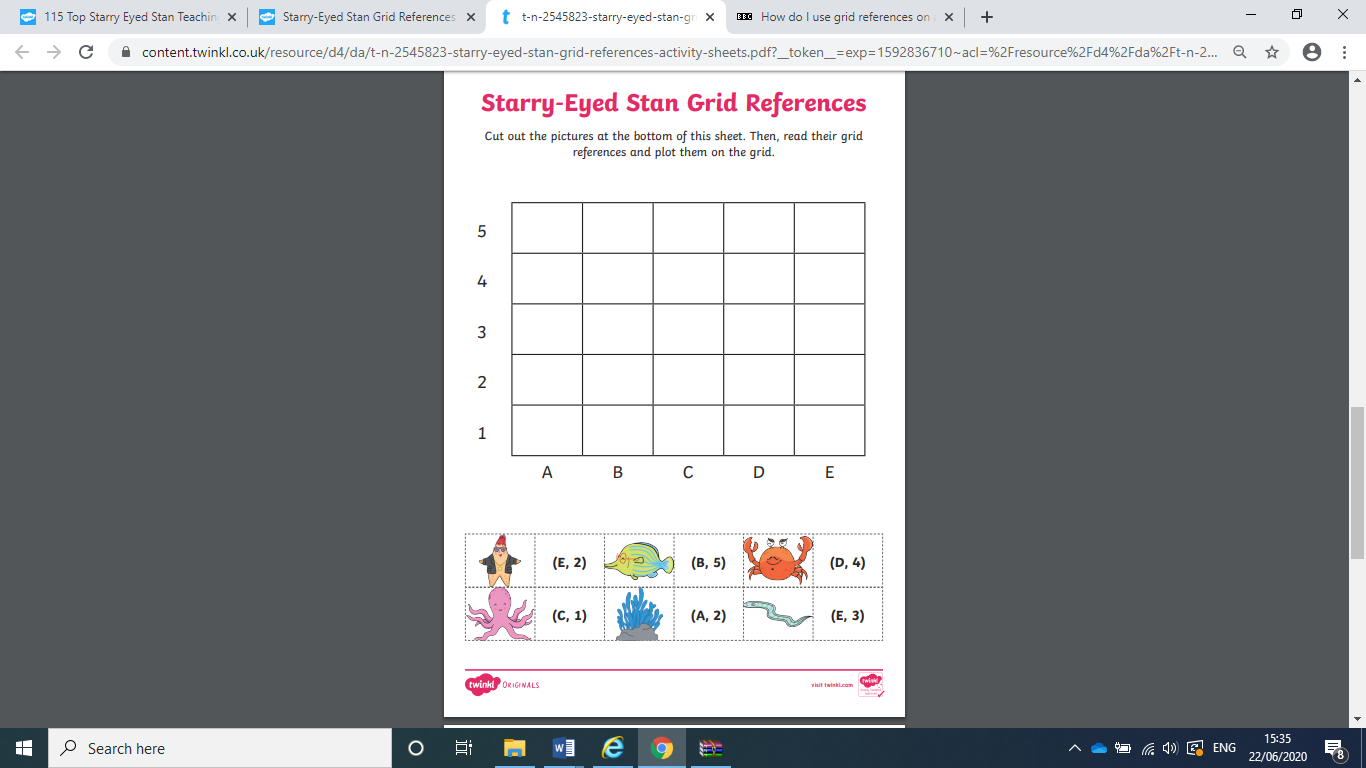 115 Top Starry Eyed Stan Teachin
Starry-Eyed Stan Grid References
t-n-2545823-starry-eyed-stan-gr
BBC
How do I use grid references on
content.twinkl.co.uk/resource/d4/da/t-n-2545823-starry-eyed-stan-grid-references-activity-sheets.pdf?__token__=exp=1592836710~acl=%2Fresource%2Fd4%2Fda%2Ft-n-2...
Starry-Eyed Stan Grid References
Cut out the pictures at the bottom of this sheet. Then, read their grid
references and plot them on the grid.
5
4
3
2
1
A B C D E
(E, 2) (B, 5) (D, 4)
(C, 1) (A, 2) (E, 3)
twinkl ORIGINALS
visit twinkl.com
twinkl
Search here
ENG
15:35
22/06/2020
8